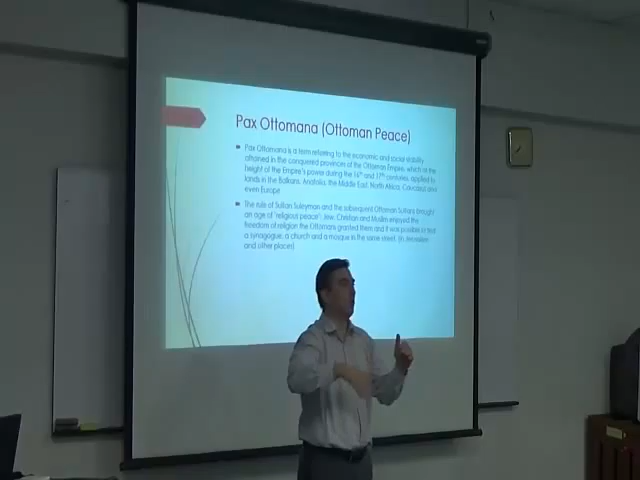 Pax Ottomana (Ottoman Peace)
Pax Ottomana is a term referring to the economic and social stability
attained in the conquered provinces of the Ottoman Empire, which at the
height of the Empire's power during the 16th and 17th centuries, applied to
lands in the Balkans, Anatolia, the Middle East, North Africa, Caucasus and
even Europe
The rule of Sultan Suleyman and the subsequent Ottoman Sultans brought
an age of 'religious peace'; Jew, Christian and Muslim enjoyed the
freedom of religion the Ottomans granted them and it was possible to find
a synagogue, a church and a mosque in the same street. (in Jerusalem
and other places)